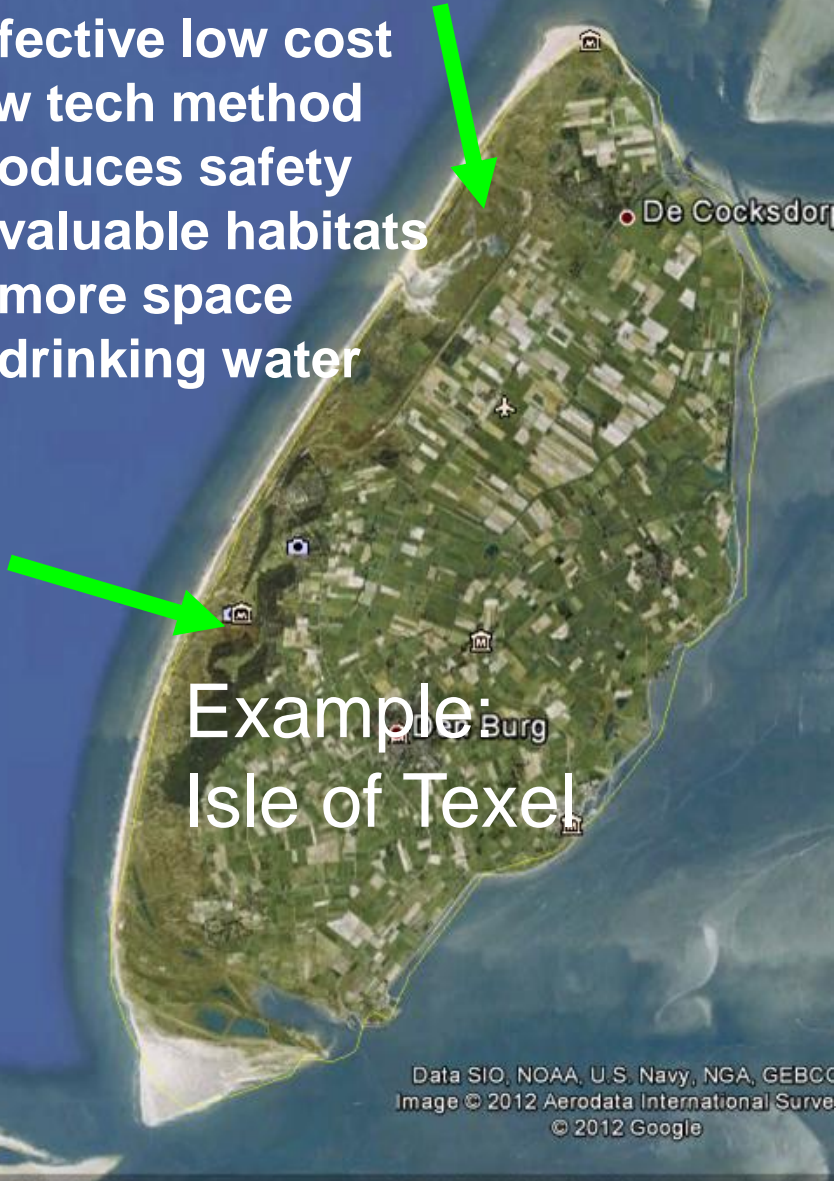 fective low cost
w tech method
oduces safety
valuable habitats
more space
drinking water
De Cocksdorp
Example:
Den Burg
Isle of Texel
Data SIO, NOAA, U.S. Navy, NGA, GEBCO
Image © 2012 Aerodata International Surve
© 2012 Google